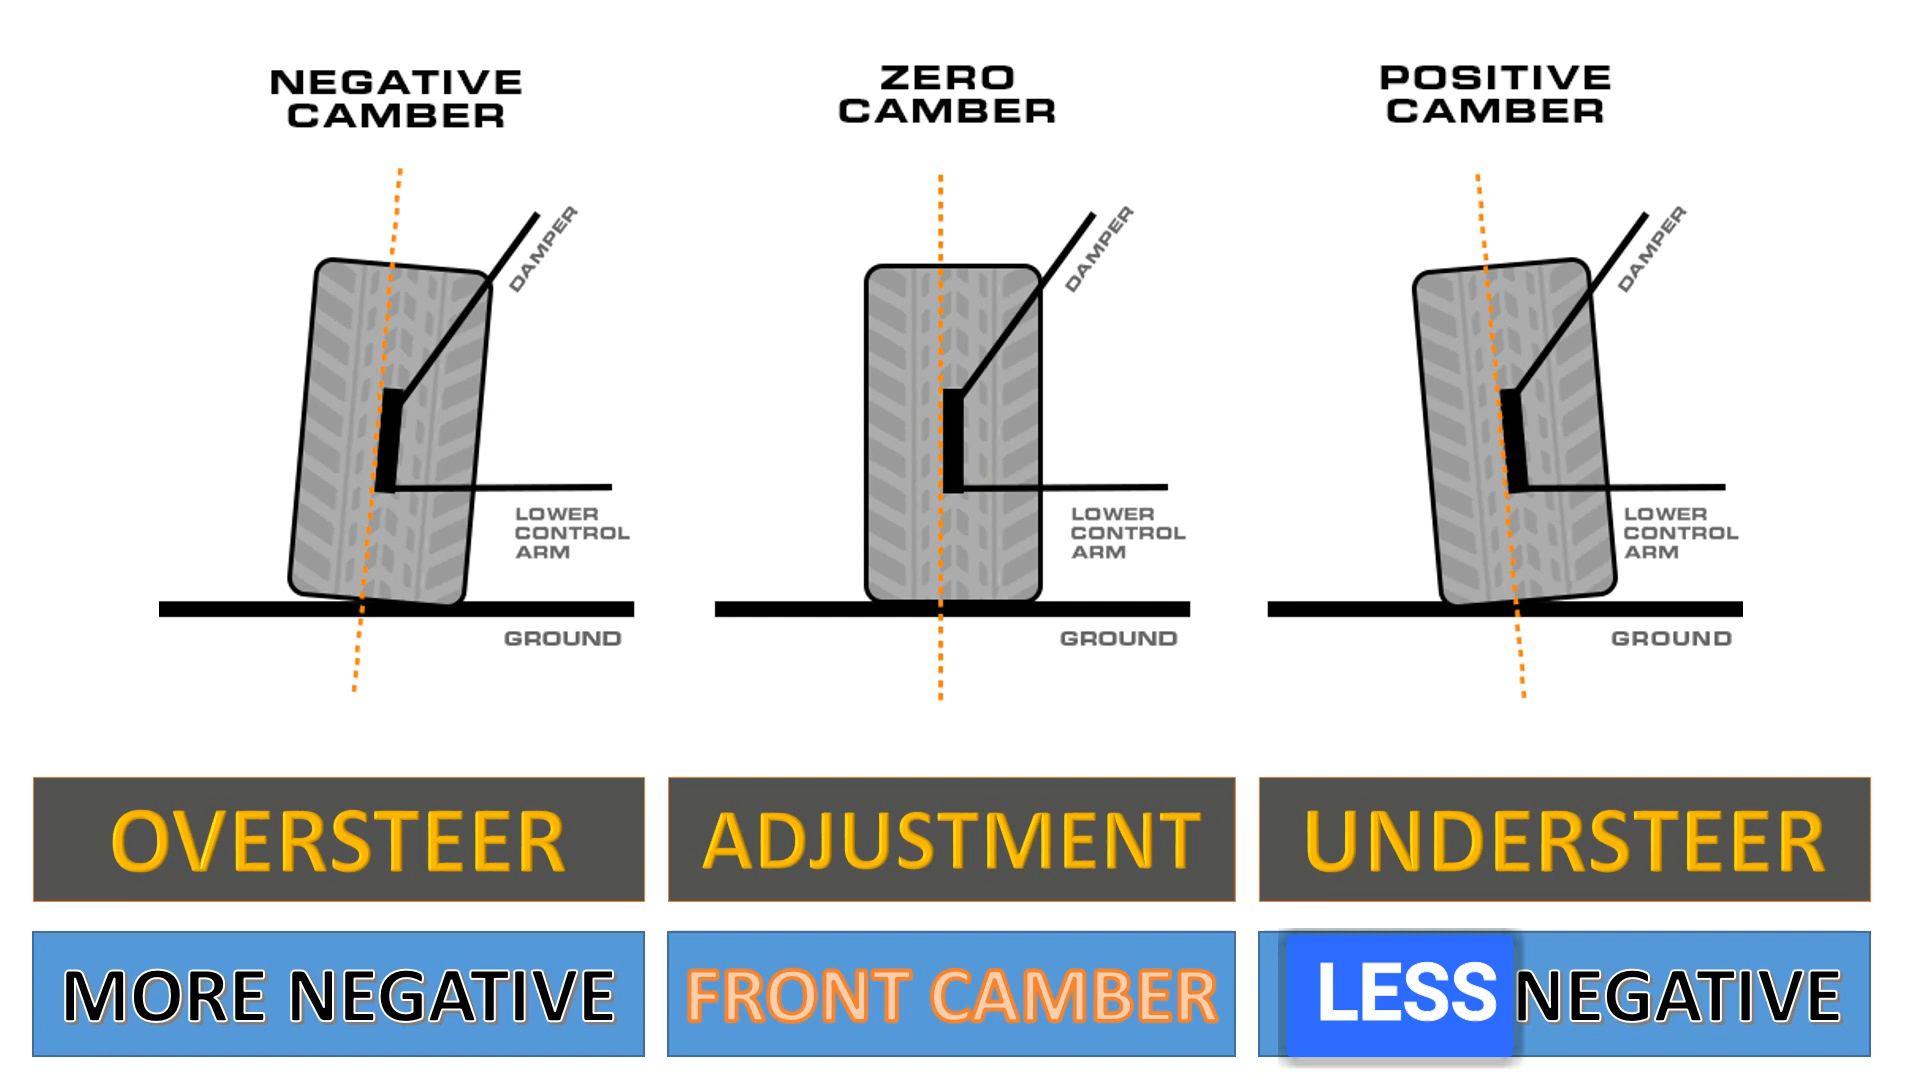 NEGATIVE
CAMBER
ZERO
CAMBER
POSITIVE
CAMBER
DAMPER
DAMPER
DAMPER
LOWER
CONTROL
ARM
LOWER
CONTROL
ARM
LOWER
CONTROL
ARM
GROUND
GROUND
GROUND
OVERSTEER
ADJUSTMENT
UNDERSTEER
MORE NEGATIVE
FRONT CAMBER
LESS NEGATIVE